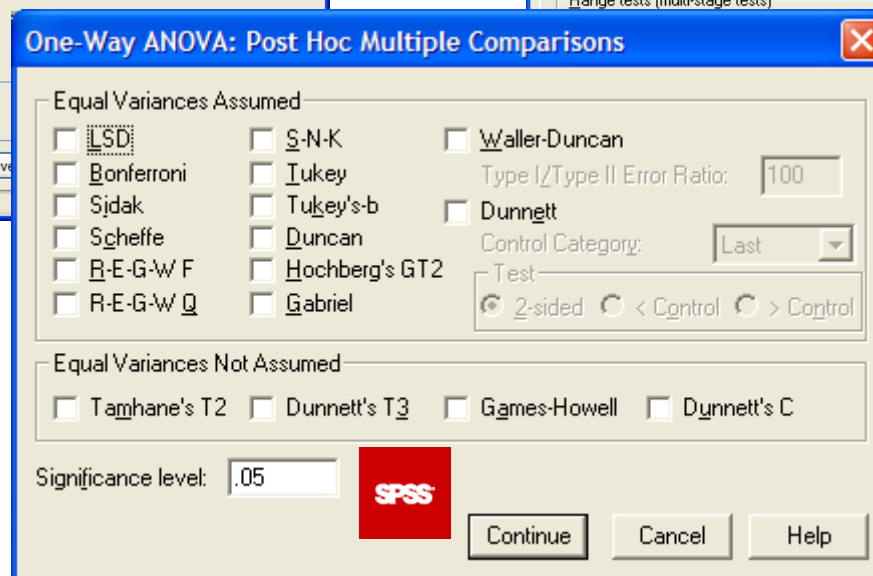 Range tests (multi-stage tests)
One-Way ANOVA: Post Hoc Multiple Comparisons
Equal Variances Assumed
LSD S-N-K Waller-Duncan
Bonferroni Tukey Type I/Type II Error Ratio: 100
Sidak Tukey's-b Dunnett
Scheffe Duncan Control Category: Last
R-E-G-W F Hochberg's GT2 Test
R-E-G-W Q Gabriel 2-sided < Control > Control
Equal Variances Not Assumed
Tamhane's T2 Dunnett's T3 Games-Howell Dunnett's C
Significance level: .05
SPSS
Continue Cancel Help